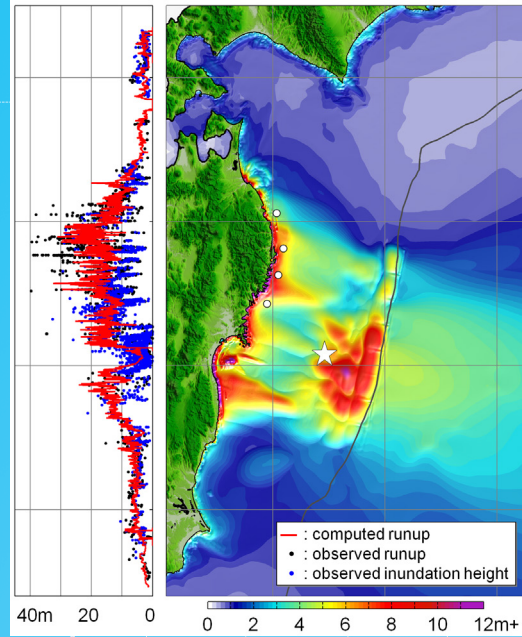 — : computed runup
• : observed runup
• : observed inundation height
40m 20 0
0 2 4 6 8 10 12m+